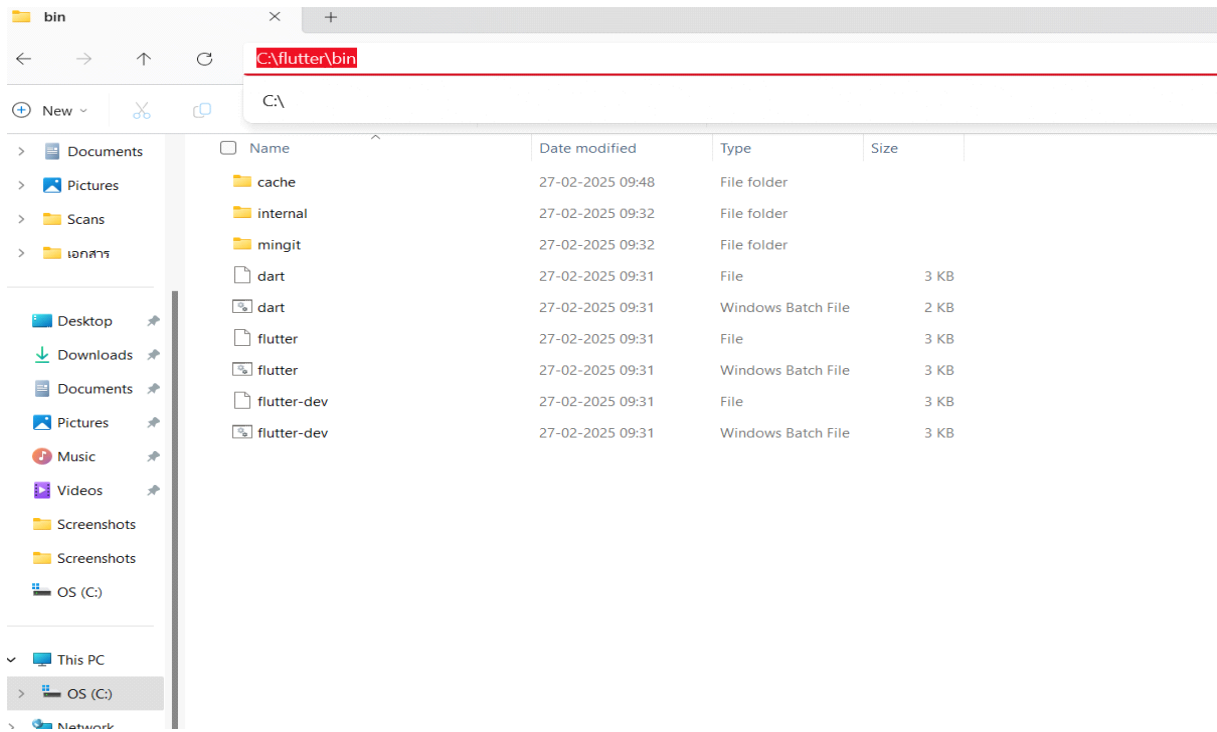 bin
C:\flutter\bin
New
C:\
Documents
Pictures
Scans
เอกสาร
Desktop
Downloads
Documents
Pictures
Music
Videos
Screenshots
Screenshots
OS (C:)
This PC
OS (C:)
Network
Name Date modified Type Size
cache 27-02-2025 09:48 File folder
internal 27-02-2025 09:32 File folder
mingit 27-02-2025 09:32 File folder
dart 27-02-2025 09:31 File 3 KB
dart 27-02-2025 09:31 Windows Batch File 2 KB
flutter 27-02-2025 09:31 File 3 KB
flutter 27-02-2025 09:31 Windows Batch File 3 KB
flutter-dev 27-02-2025 09:31 File 3 KB
flutter-dev 27-02-2025 09:31 Windows Batch File 3 KB